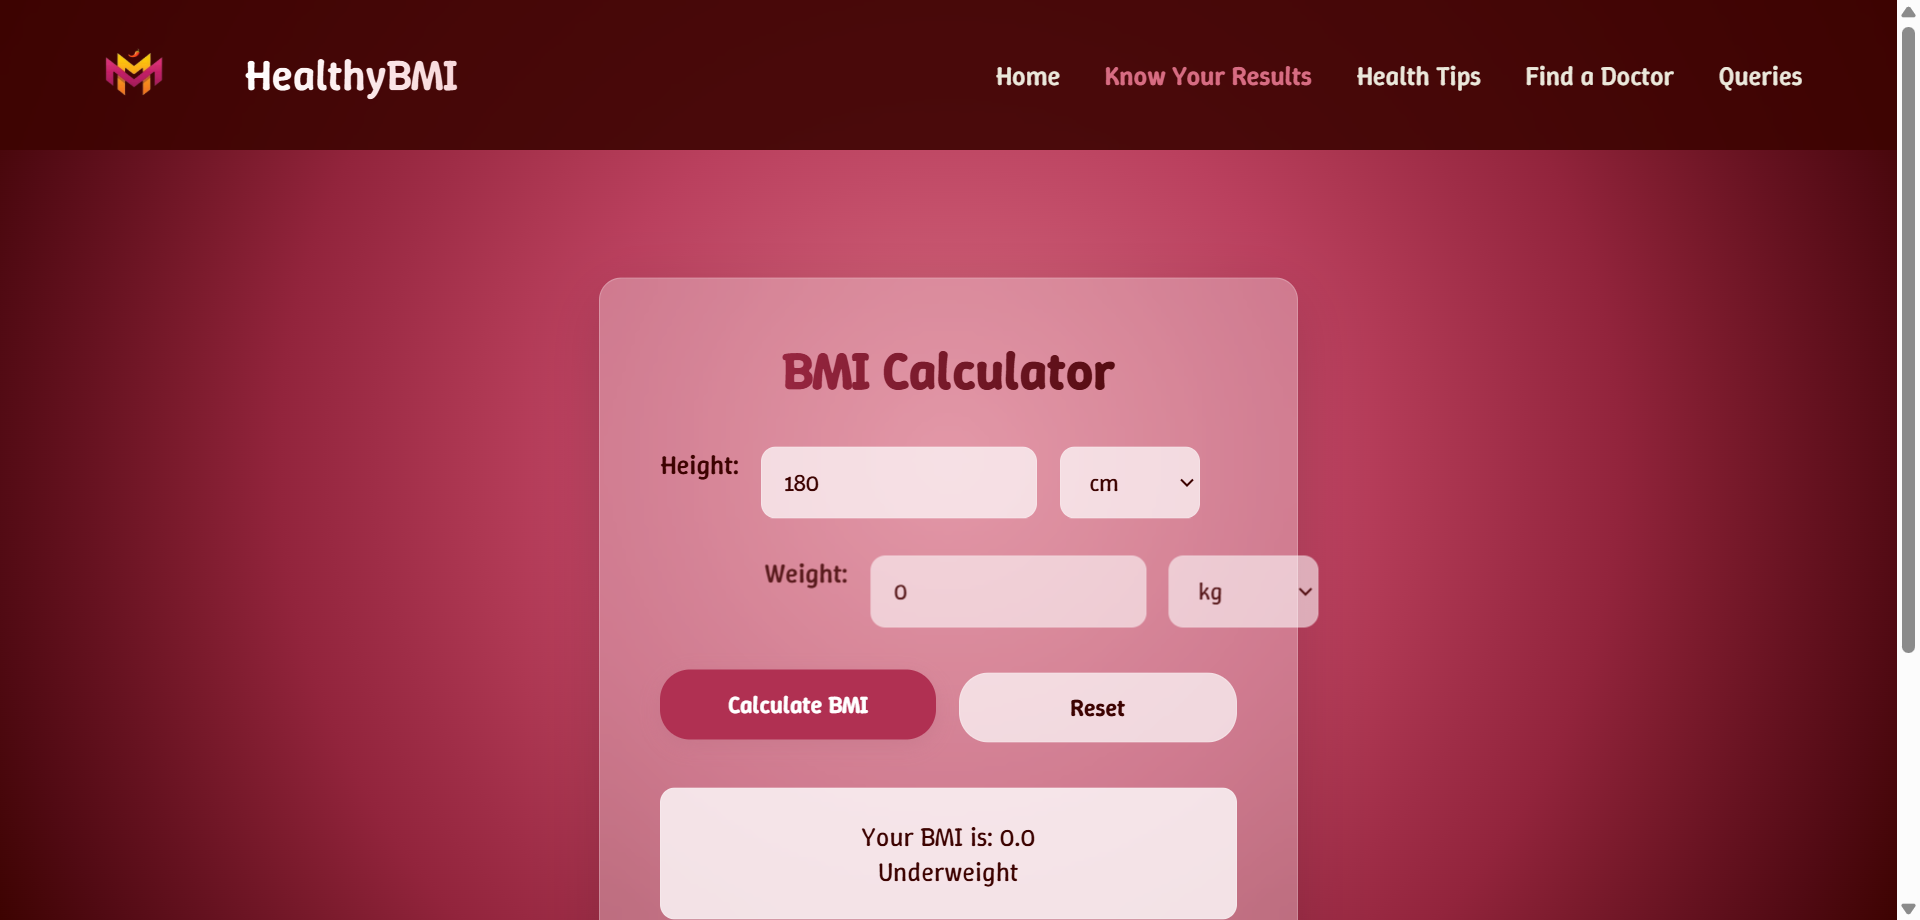 HealthyBMI
Home Know Your Results Health Tips Find a Doctor Queries
BMI Calculator
Height: 180 cm
Weight: 0 kg
Calculate BMI Reset
Your BMI is: 0.0
Underweight